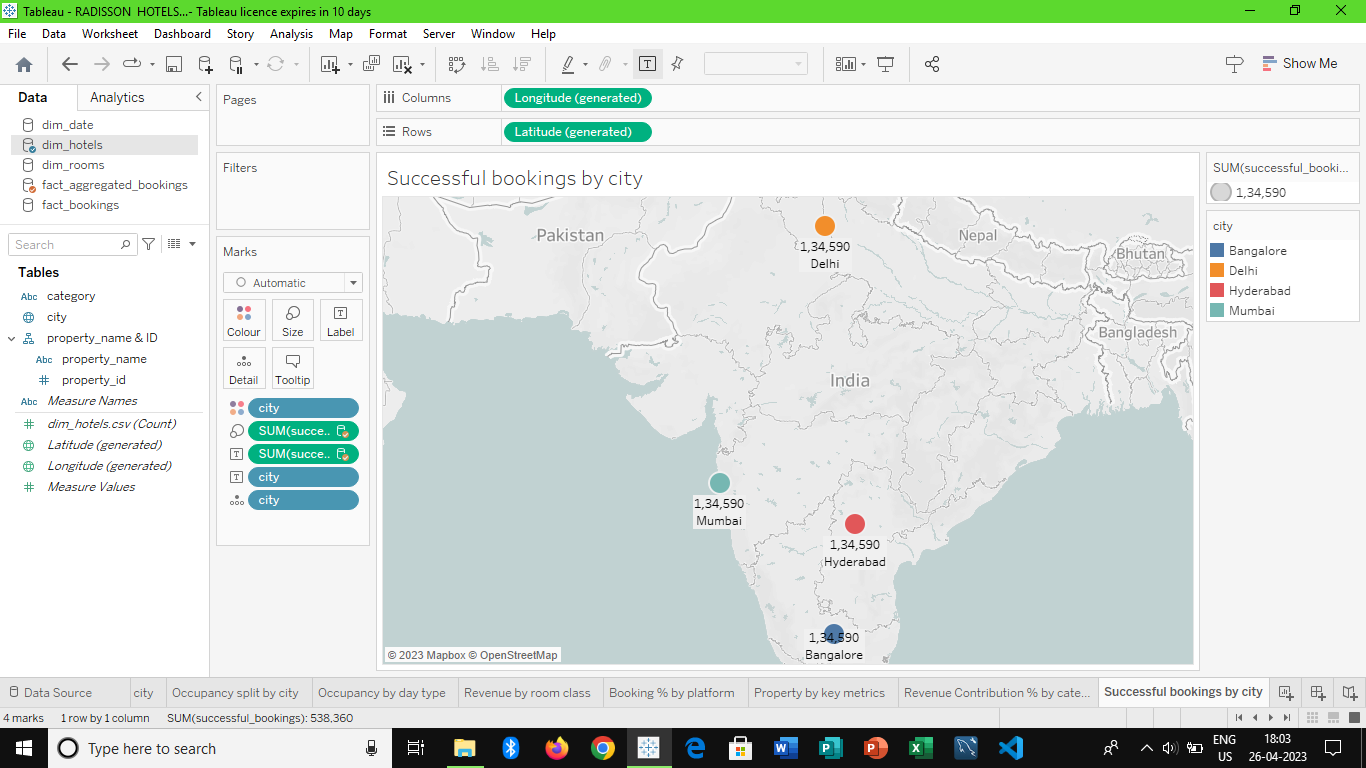 Tableau - RADISSON HOTELS...- Tableau licence expires in 10 days
File Data Worksheet Dashboard Story Analysis Map Format Server Window Help
Show Me
Data Analytics
dim_date
dim_hotels
dim_rooms
fact_aggregated_bookings
fact_bookings
Search
Tables
Abc category
city
property_name & ID
Abc property_name
property_id
Abc Measure Names
dim_hotels.csv (Count)
Latitude (generated)
Longitude (generated)
Measure Values
Pages
Filters
Marks
Automatic
Colour Size Label
Detail Tooltip
city
SUM(succe..
SUM(succe..
city
city
Columns Longitude (generated)
Rows Latitude (generated)
Successful bookings by city
Pakistan
Nepal
Bhutan
Bangladesh
India
1,34,590
Delhi
1,34,590
Mumbai
1,34,590
Hyderabad
1,34,590
Bangalore
© 2023 Mapbox © OpenStreetMap
SUM(successful_booki...
1,34,590
city
Bangalore
Delhi
Hyderabad
Mumbai
Data Source city Occupancy split by city Occupancy by day type Revenue by room class Booking % by platform Property by key metrics Revenue Contribution % by cate... Successful bookings by city
4 marks 1 row by 1 column SUM(successful_bookings): 538,360
Type here to search
ENG
US
18:03
26-04-2023